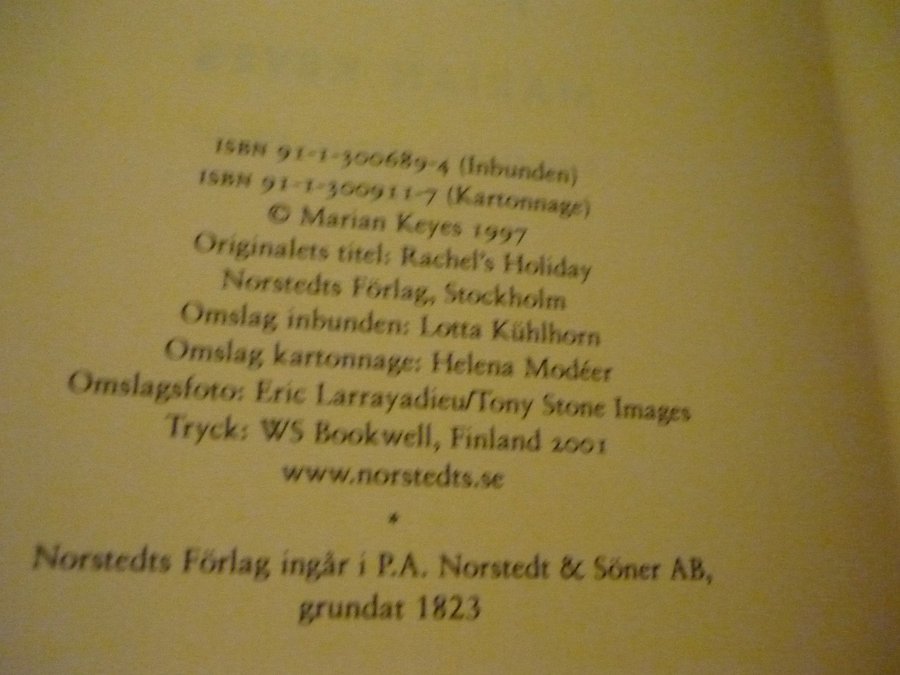 ISBN 91-1-300689-4 (Inbunden)
ISBN 91-1-300911-7 (Kartonnage)
© Marian Keyes 1997
Originalets titel: Rachel's Holiday
Norstedts Förlag, Stockholm
Omslag inbunden: Lotta Kühlhorn
Omslag kartonnage: Helena Modéer
Omslagsfoto: Eric Larrayadieu/Tony Stone Images
Tryck: WS Bookwell, Finland 2001
www.norstedts.se
*
Norstedts Förlag ingår i P.A. Norstedt & Söner AB,
grundat 1823